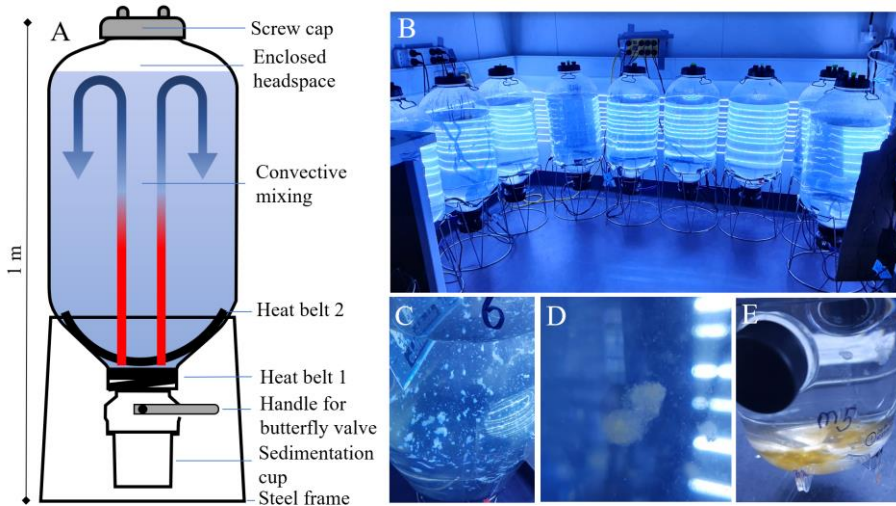 A
Screw cap
Enclosed
headspace
Convective
mixing
1 m
Heat belt 2
Heat belt 1
Handle for
butterfly valve
Sedimentation
cup
Steel frame
B
C
6
D
E
m5